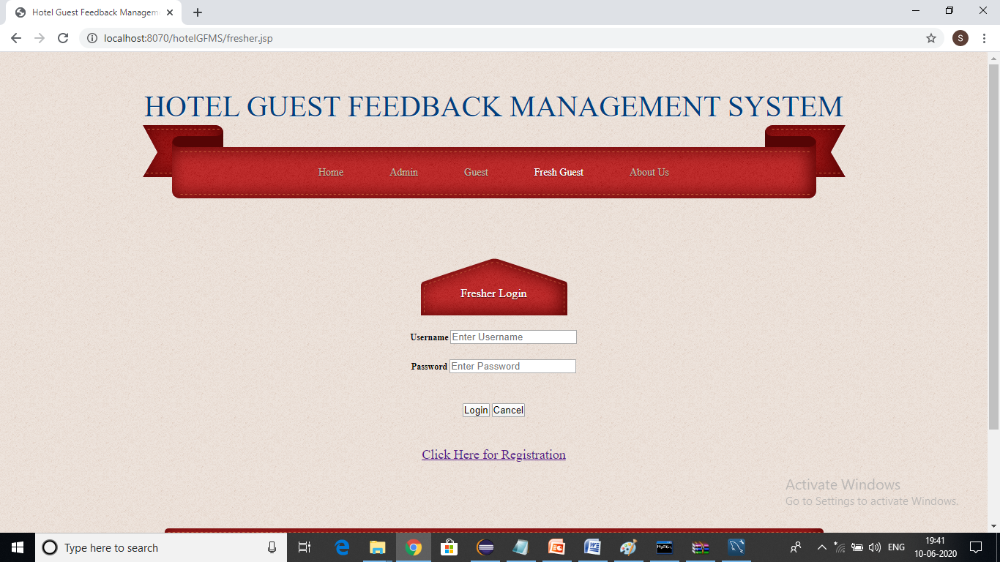 Hotel Guest Feedback Managem
localhost:8070/hotelGFMS/fresher.jsp
S
HOTEL GUEST FEEDBACK MANAGEMENT SYSTEM
Home Admin Guest Fresh Guest About Us
Fresher Login
Username Enter Username
Password Enter Password
Login Cancel
Click Here for Registration
Activate Windows
Go to Settings to activate Windows.
Type here to search
ENG
19:41
10-06-2020